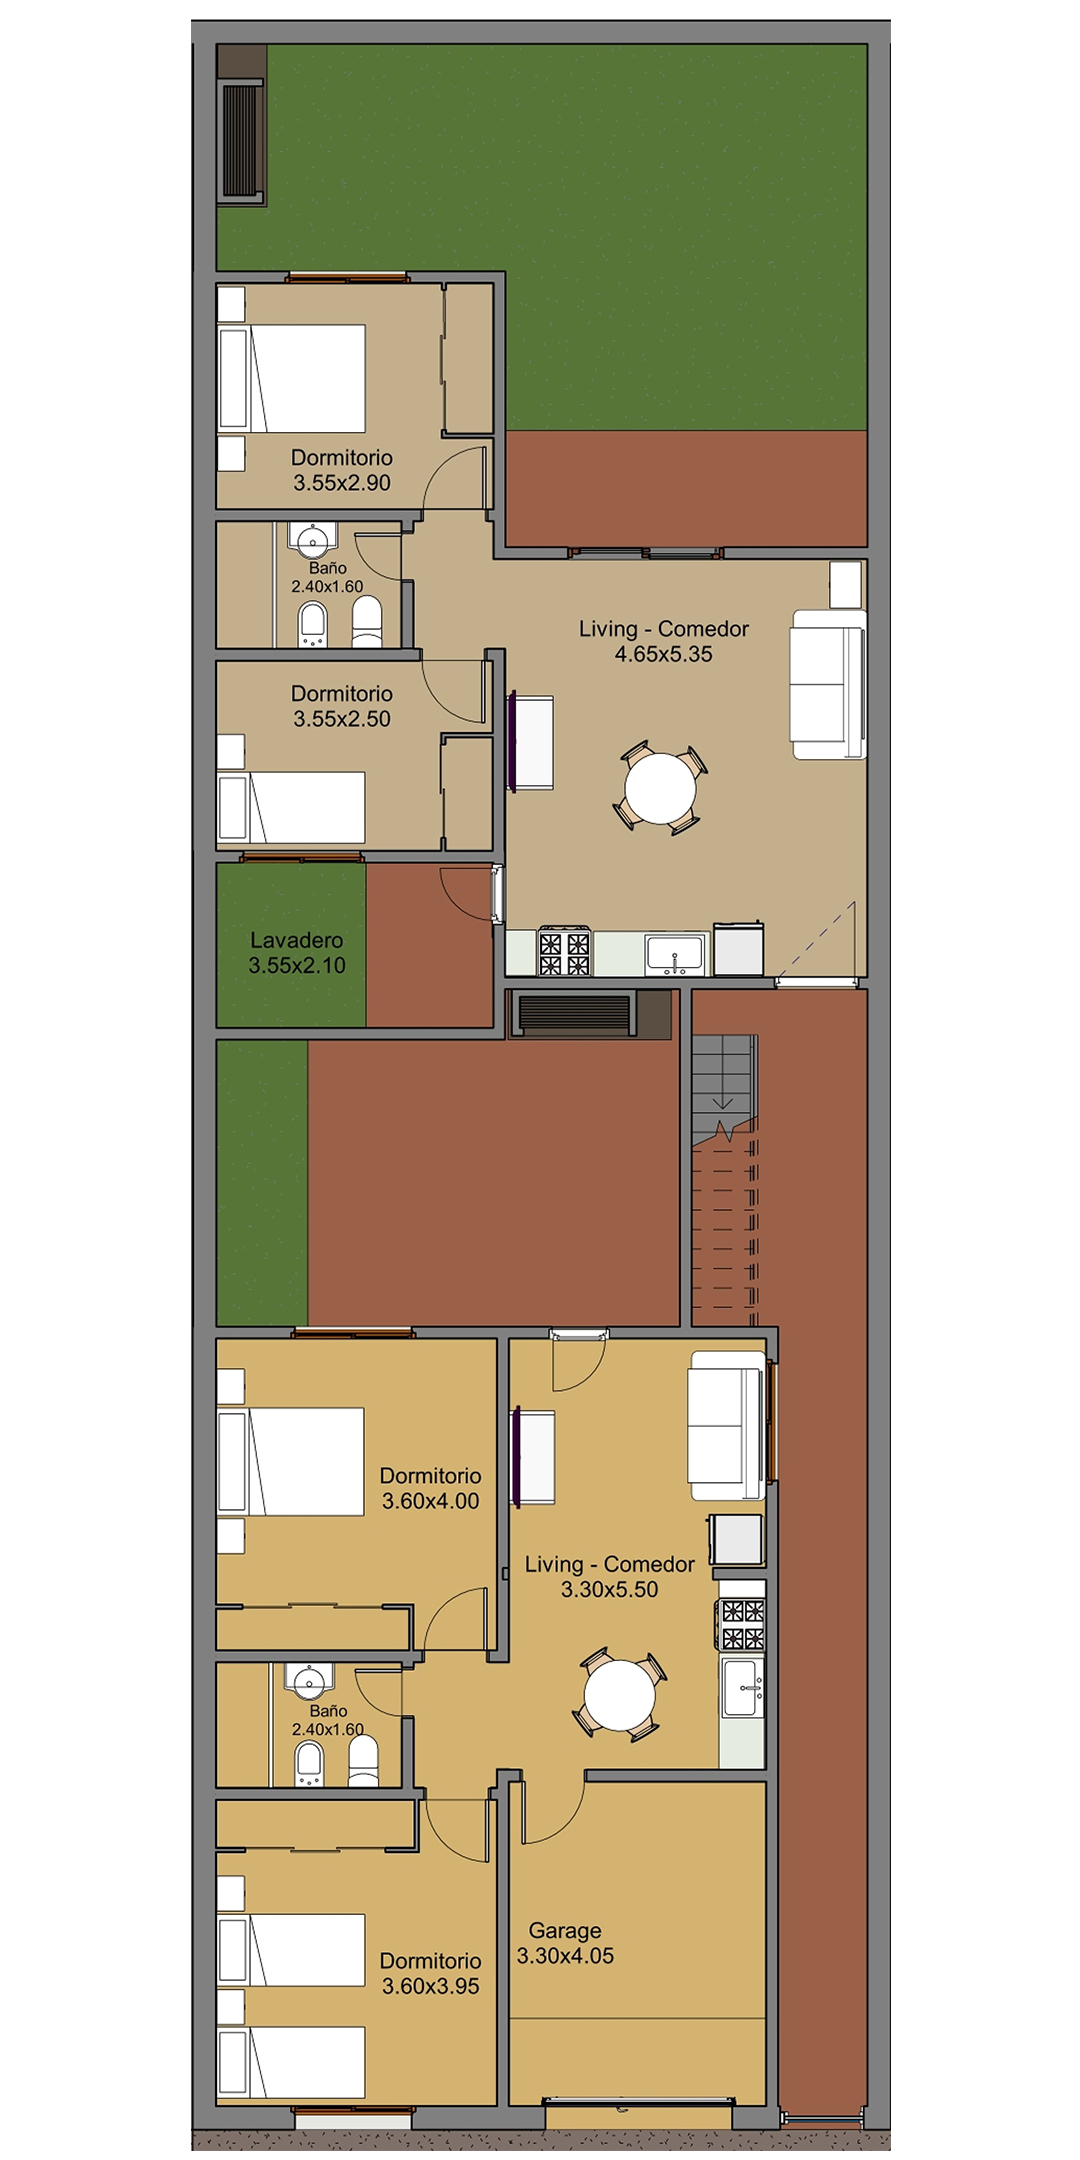 Dormitorio
3.55x2.90
Baño
2.40x1.60
Living - Comedor
4.65x5.35
Dormitorio
3.55x2.50
Lavadero
3.55x2.10
Dormitorio
3.60x4.00
Living - Comedor
3.30x5.50
Baño
2.40x1.60
Garage
3.30x4.05
Dormitorio
3.60x3.95